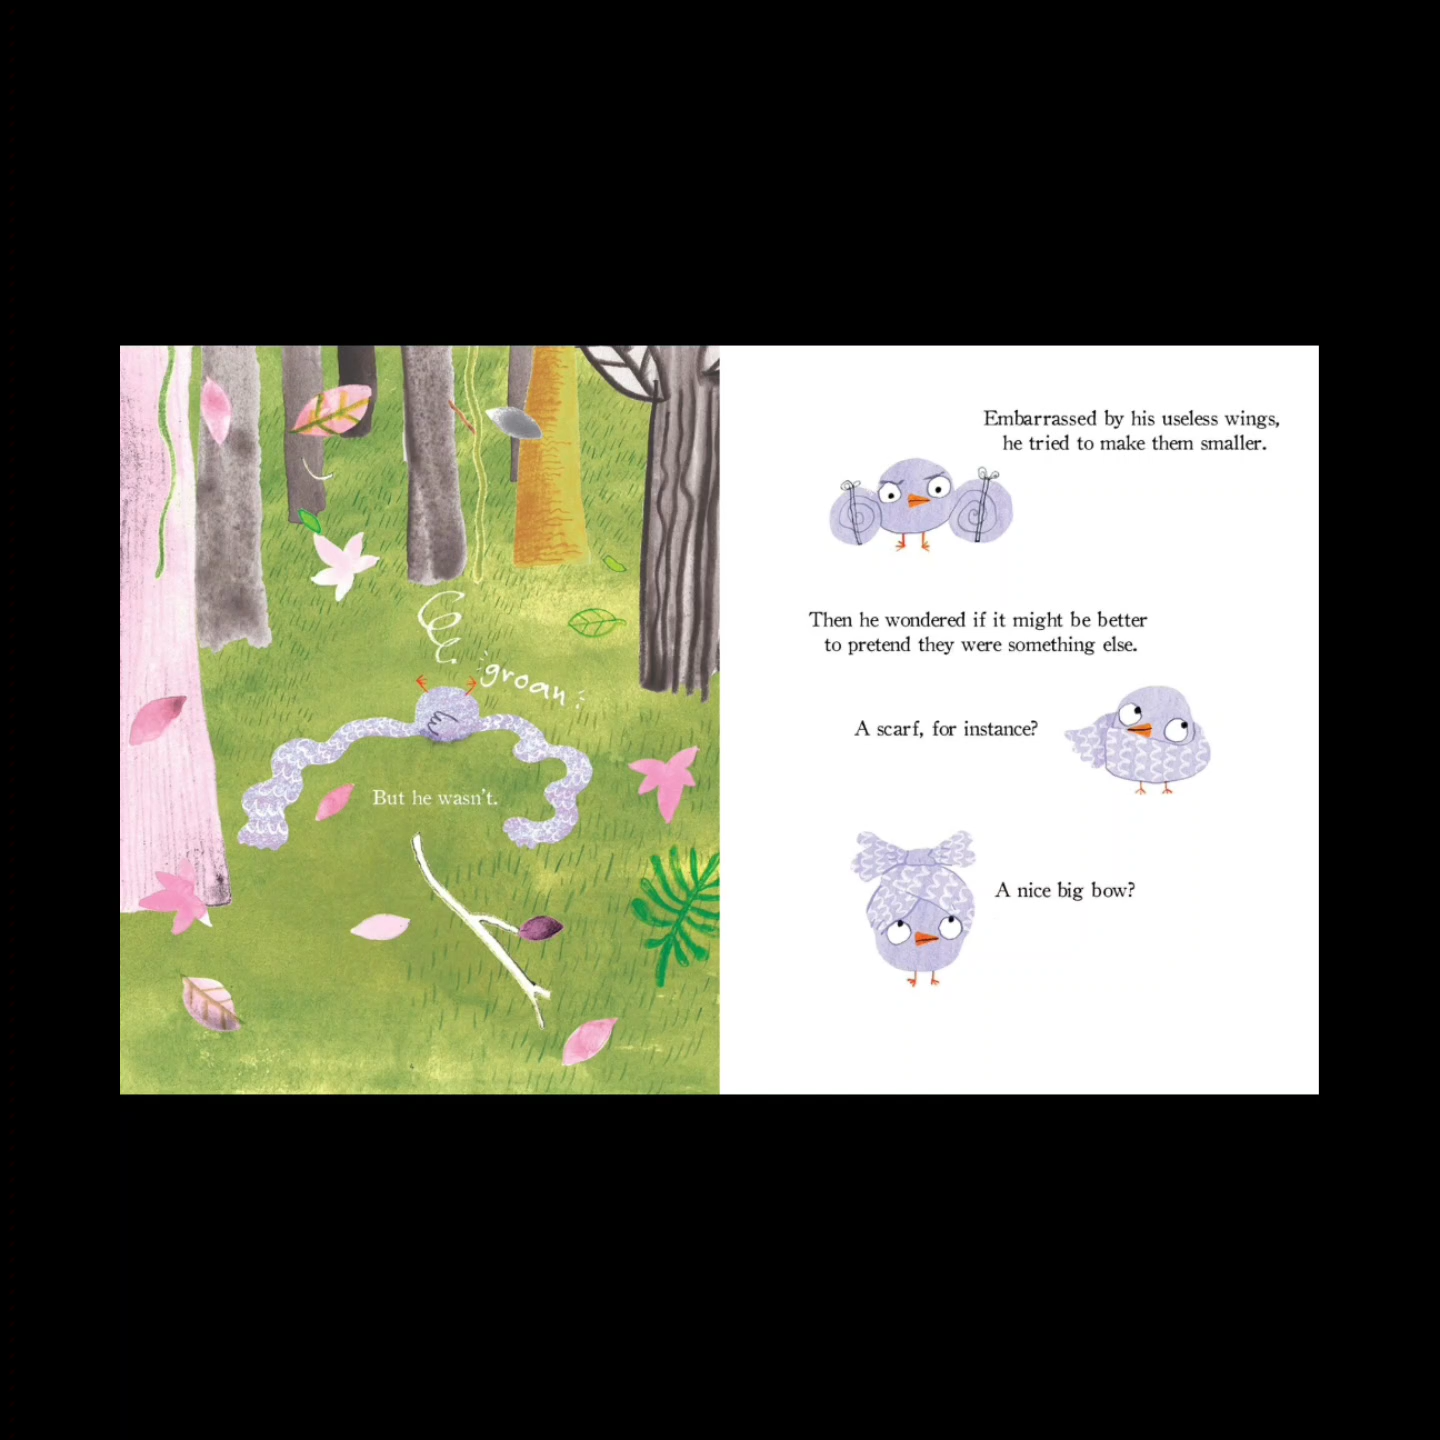 groan
But he wasn't.
Embarrassed by his useless wings,
he tried to make them smaller.
Then he wondered if it might be better
to pretend they were something else.
A scarf, for instance?
A nice big bow?